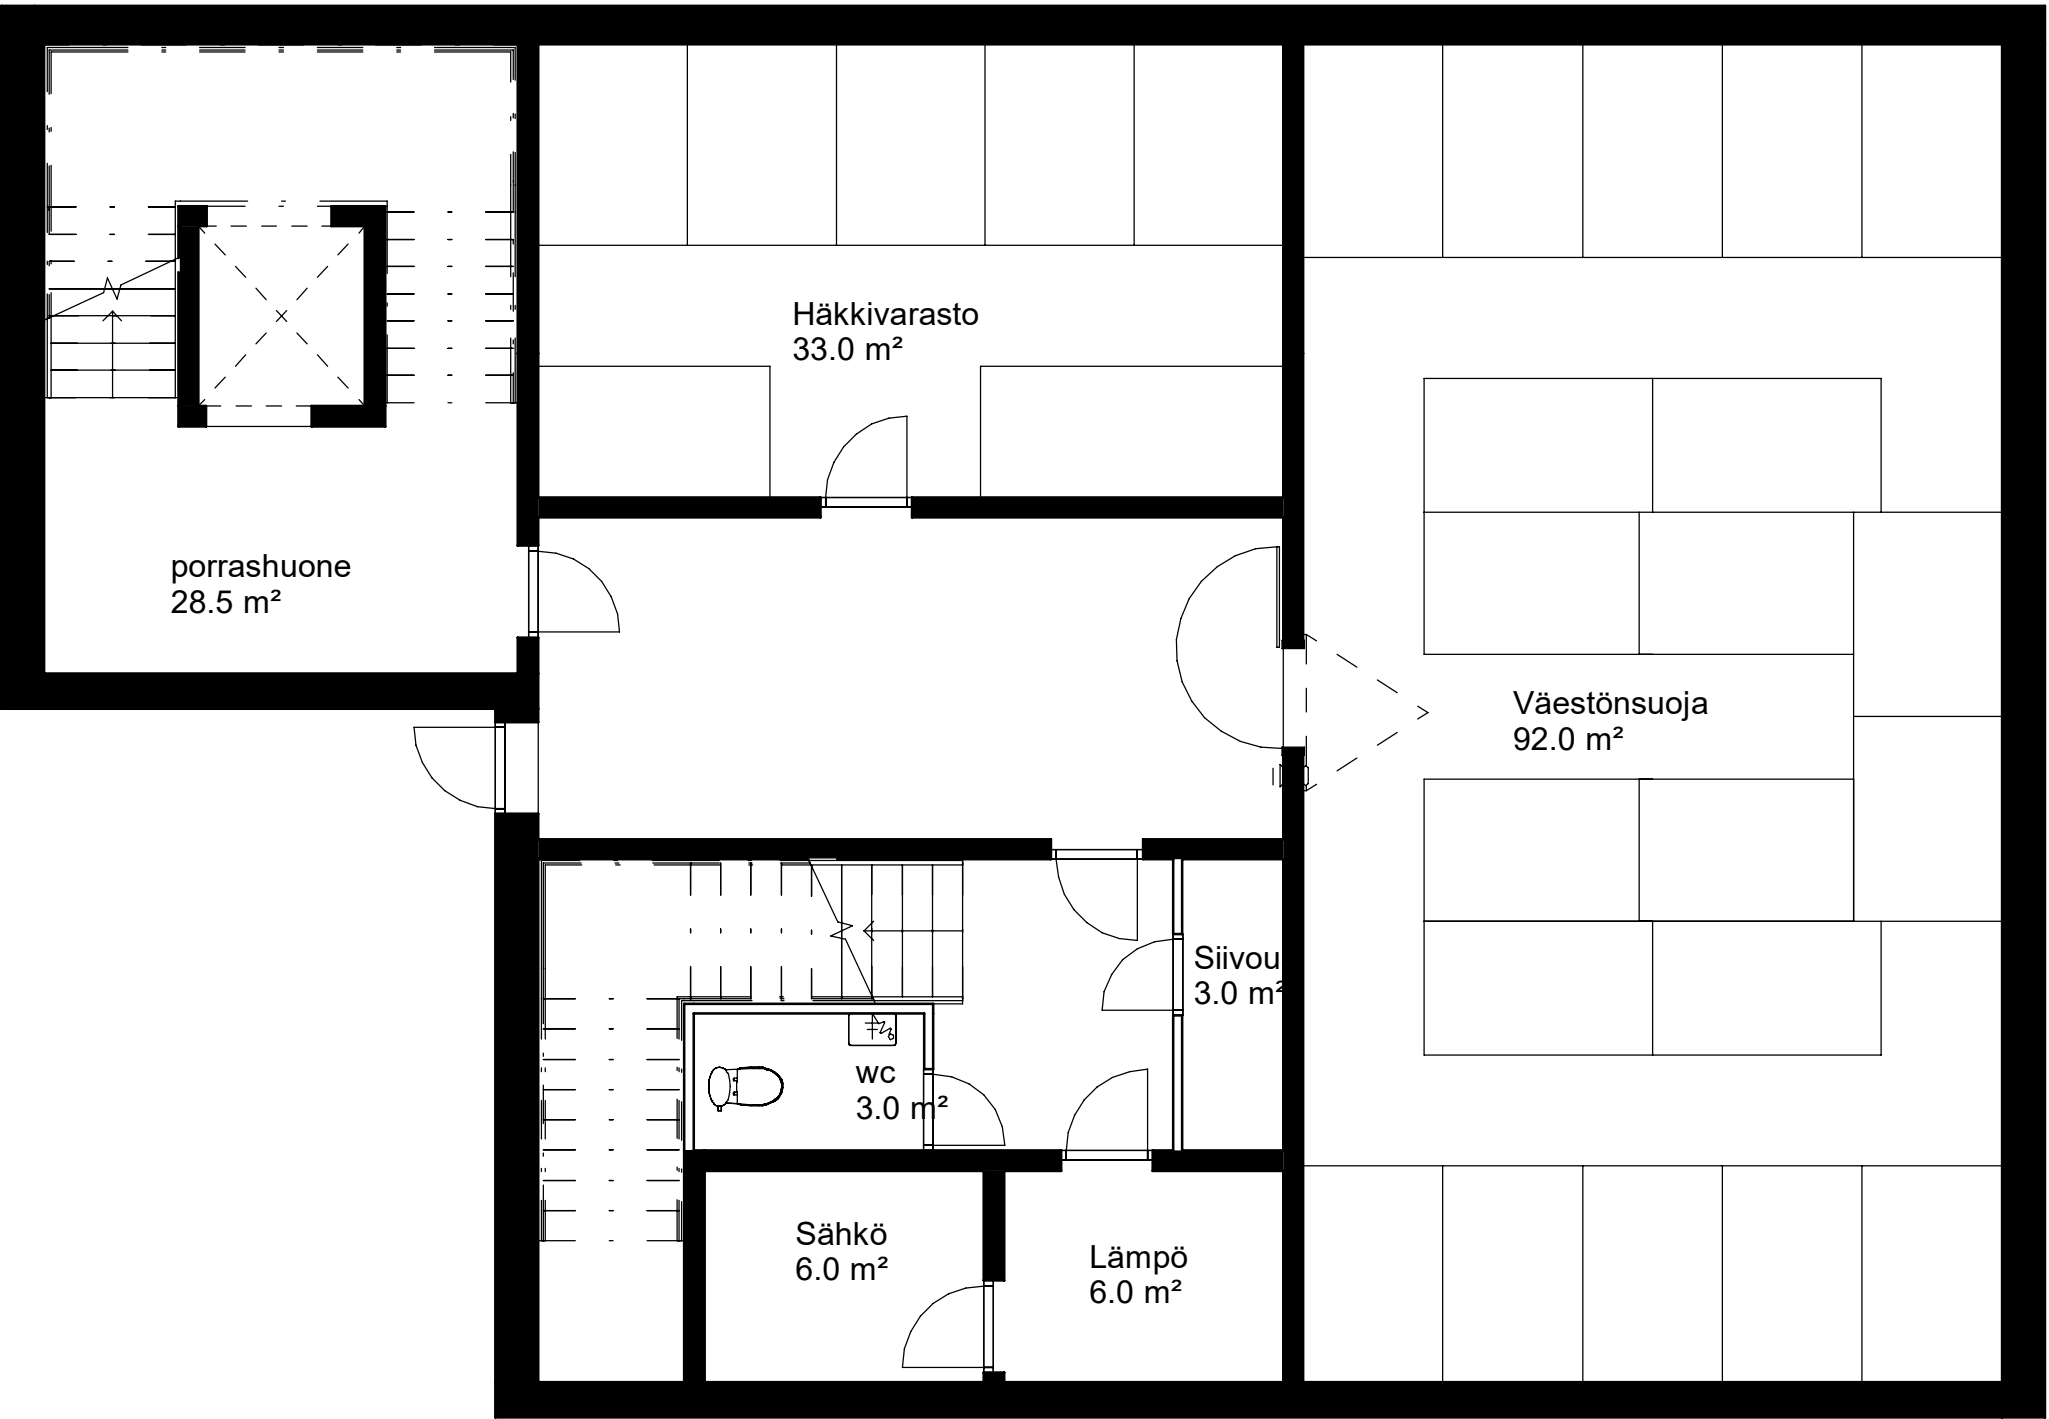 Häkkivarasto
33.0 m²
porrashuone
28.5 m²
Väestönsuoja
92.0 m²
Siivou
3.0 m²
wc
3.0 m²
Sähkö
6.0 m²
Lämpö
6.0 m²